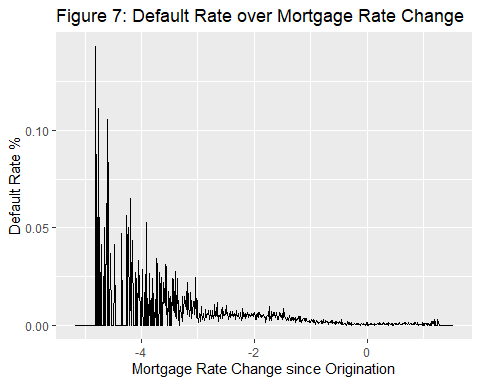 Figure 7: Default Rate over Mortgage Rate Change
Default Rate %
0.10
0.05
0.00
-4
-2
0
Mortgage Rate Change since Origination